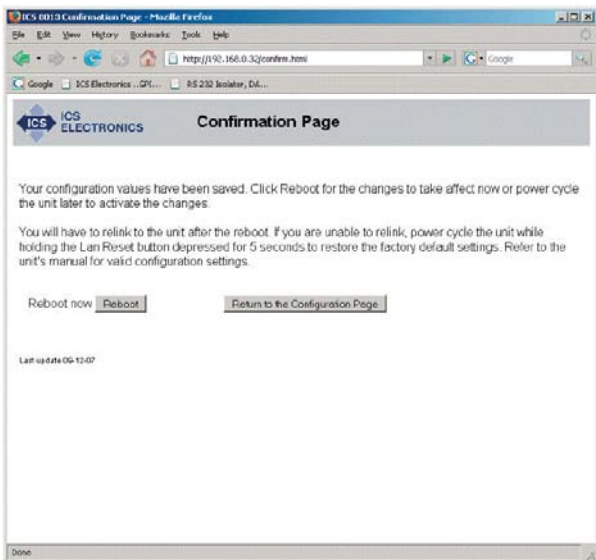 ICS 8013 Confirmation Page - Mozilla Firefox
File Edit View History Bookmarks Tools Help
http://192.168.0.32/confirm.html
Google
Google ICS Electronics ..GPI... RS 232 Isolator, DA...
ICS
ICS
ELECTRONICS
Confirmation Page
Your configuration values have been saved. Click Reboot for the changes to take affect now or power cycle
the unit later to activate the changes.
You will have to relink to the unit after the reboot. If you are unable to relink, power cycle the unit while
holding the Lan Reset button depressed for 5 seconds to restore the factory default settings. Refer to the
unit's manual for valid configuration settings.
Reboot now Reboot Return to the Configuration Page
Last update 06-12-07
Done